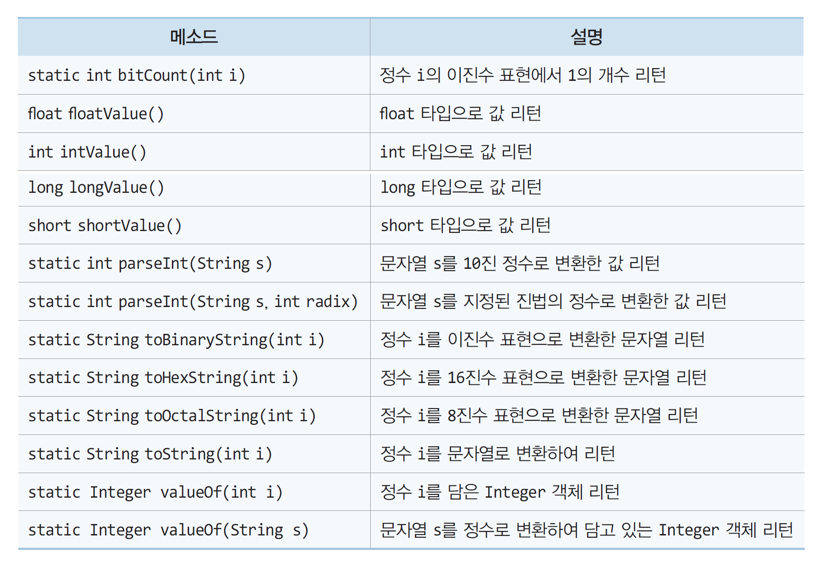 메소드 설명
static int bitCount(int i) 정수 i의 이진수 표현에서 1의 개수 리턴
float floatValue() float 타입으로 값 리턴
int intValue() int 타입으로 값 리턴
long longValue() long 타입으로 값 리턴
short shortValue() short 타입으로 값 리턴
static int parseInt(String s) 문자열 s를 10진 정수로 변환한 값 리턴
static int parseInt(String s, int radix) 문자열 s를 지정된 진법의 정수로 변환한 값 리턴
static String toBinaryString(int i) 정수 i를 이진수 표현으로 변환한 문자열 리턴
static String toHexString(int i) 정수 i를 16진수 표현으로 변환한 문자열 리턴
static String toOctalString(int i) 정수 i를 8진수 표현으로 변환한 문자열 리턴
static String toString(int i) 정수 i를 문자열로 변환하여 리턴
static Integer valueOf(int i) 정수 i를 담은 Integer 객체 리턴
static Integer valueOf(String s) 문자열 s를 정수로 변환하여 담고 있는 Integer 객체 리턴